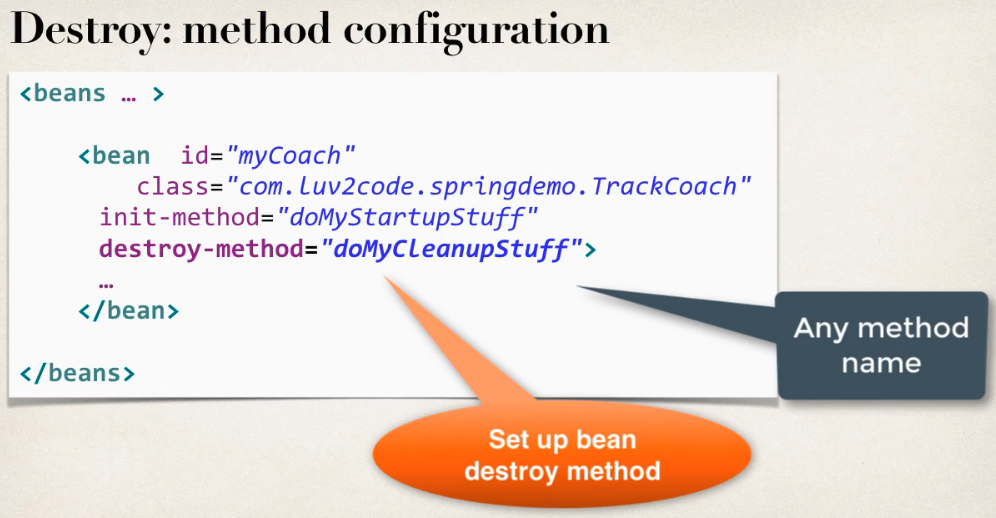 Destroy: method configuration
<beans … >
<bean id="myCoach"
class="com.luv2code.springdemo.TrackCoach"
init-method="doMyStartupStuff"
destroy-method="doMyCleanupStuff">
…
</bean>
</beans>
Any method
name
Set up bean
destroy method